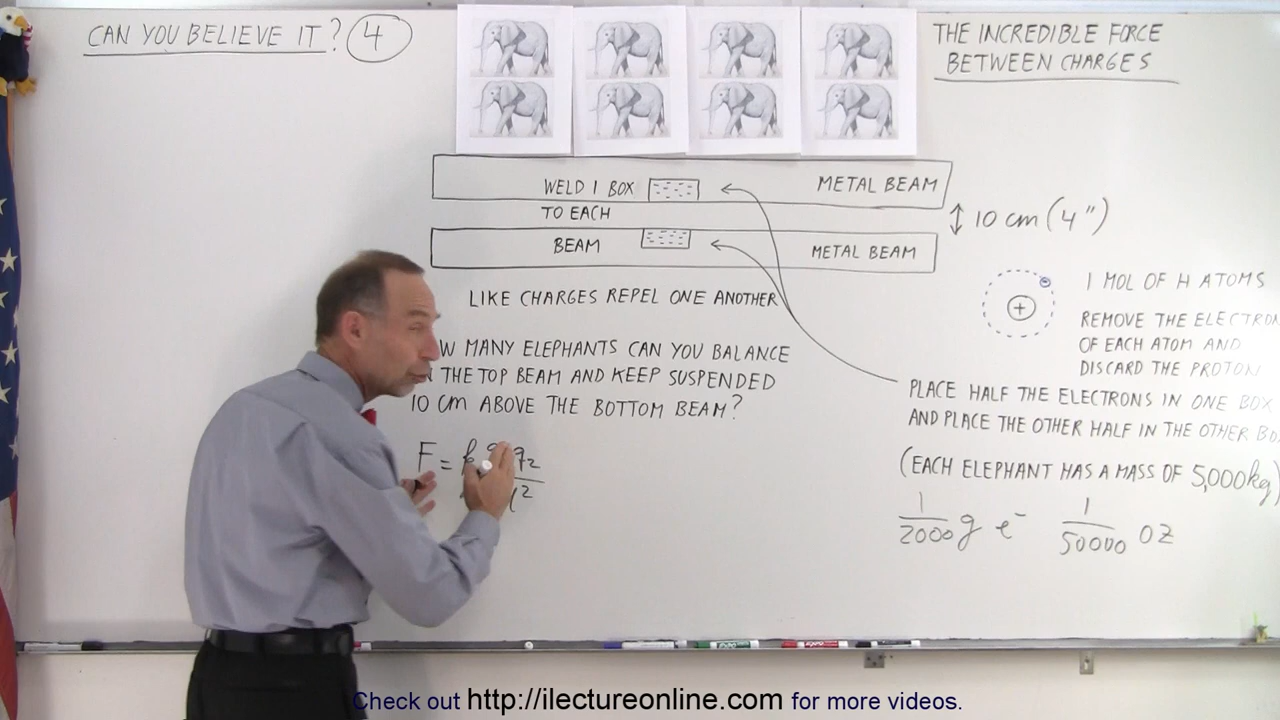 CAN YOU BELIEVE IT? 4
THE INCREDIBLE FORCE
BETWEEN CHARGES
WELD 1 BOX
METAL BEAM
TO EACH
10 cm (4")
BEAM
METAL BEAM
LIKE CHARGES REPEL ONE ANOTHER
+
1 MOL OF H ATOMS
REMOVE THE ELECTRON
OF EACH ATOM AND
DISCARD THE PROTON
MANY ELEPHANTS CAN YOU BALANCE
THE TOP BEAM AND KEEP SUSPENDED
10 CM ABOVE THE BOTTOM BEAM?
PLACE HALF THE ELECTRONS IN ONE BOX
AND PLACE THE OTHER HALF IN THE OTHER
(EACH ELEPHANT HAS A MASS OF 5,000 kg)
F =
1/2000 g e⁻ 1/50000 OZ
Check out http://ilectureonline.com for more videos.